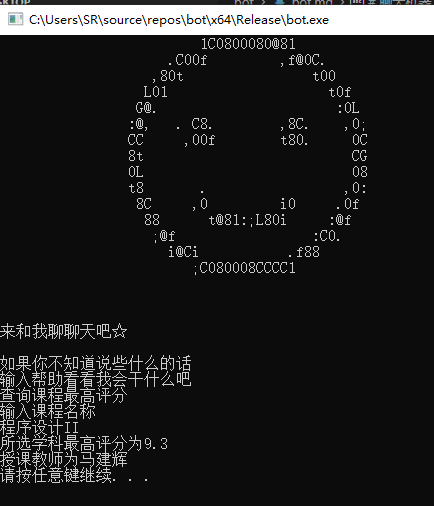 C:\Users\SR\source\repos\bot\x64\Release\bot.exe
1C0800080@81
.C00f ,f@0C.
,80t t00
L01 t0f
G@. :0L
:@, . C8. ,8C. ,0;
CC ,00f t80. 0C
8t CG
0L 08
t8 . ,0:
8C ,0 i0 .0f
88 t@81:;L80i :@f
;@f :C0.
i@Ci .f88
;C080008CCCC1
来和我聊聊天吧☆
如果你不知道说些什么的话
输入帮助看看我会干什么吧
查询课程最高评分
输入课程名称
程序设计II
所选学科最高评分为9.3
授课教师为马建辉
请按任意键继续. . .